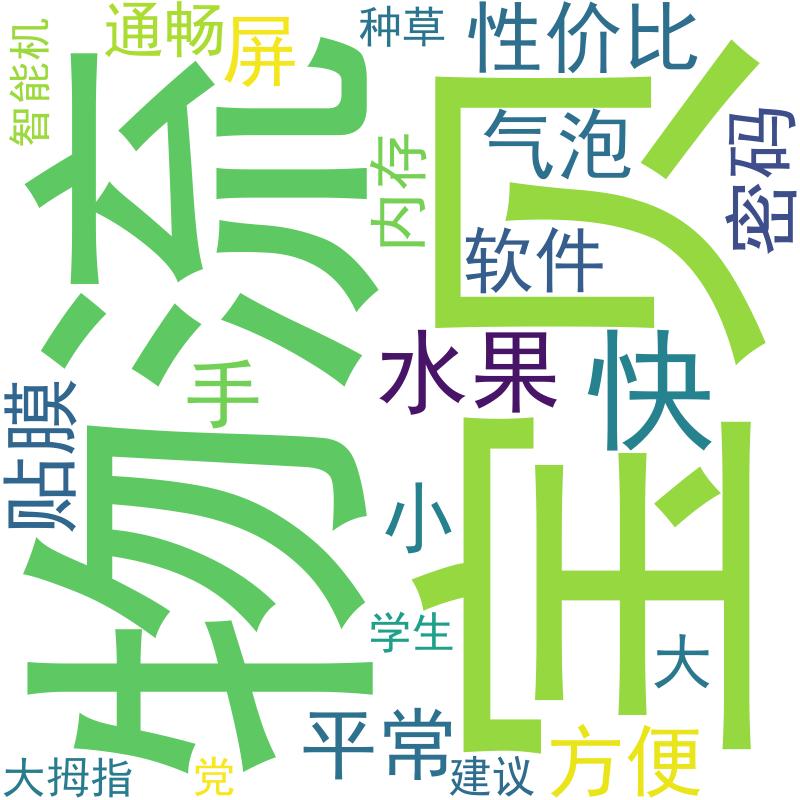 智能机
通畅
屏
种草
性价比
物流
宝贝
气泡
密码
内存
软件
水果
快
手
贴膜
小
学生
大
平常
方便
大拇指
党
建议